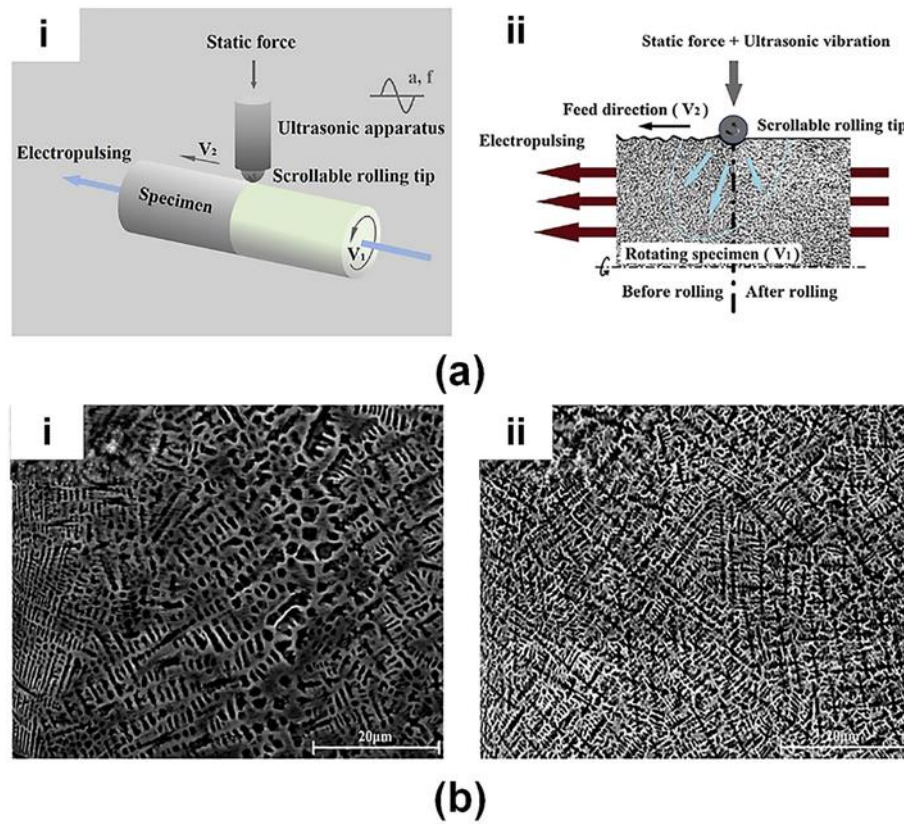 i
Static force
a, f
Ultrasonic apparatus
V2
Electropulsing
Scrollable rolling tip
Specimen
V1
ii
Static force + Ultrasonic vibration
Feed direction ( V2 )
Scrollable rolling tip
Electropulsing
Rotating specimen ( V1 )
Before rolling
After rolling
(a)
i
20μm
ii
20μm
(b)